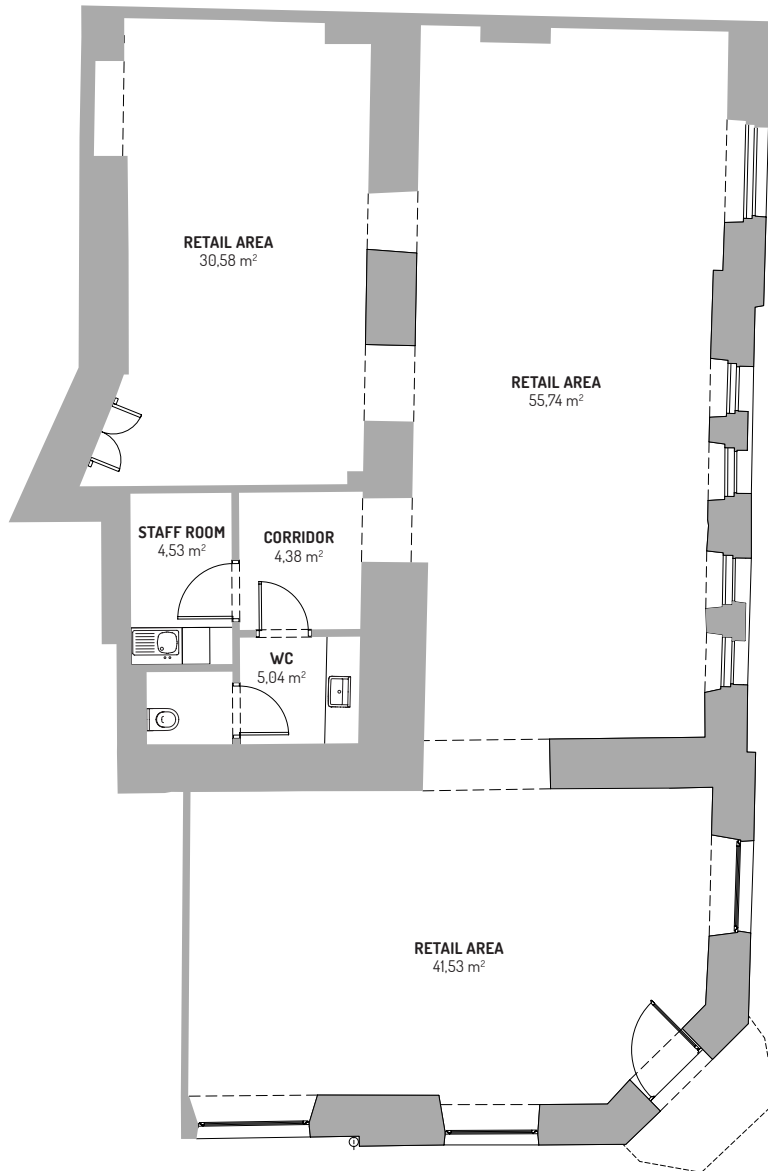 RETAIL AREA
30,58 m²
RETAIL AREA
55,74 m²
STAFF ROOM
4,53 m²
CORRIDOR
4,38 m²
WC
5,04 m²
RETAIL AREA
41,53 m²